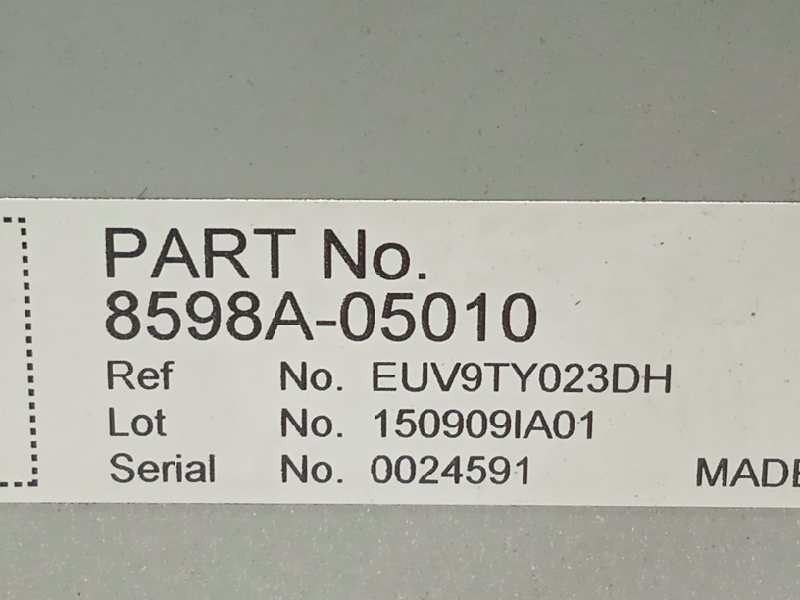 PART No.
8598A-05010
Ref No. EUV9TY023DH
Lot No. 150909IA01
Serial No. 0024591
MADE